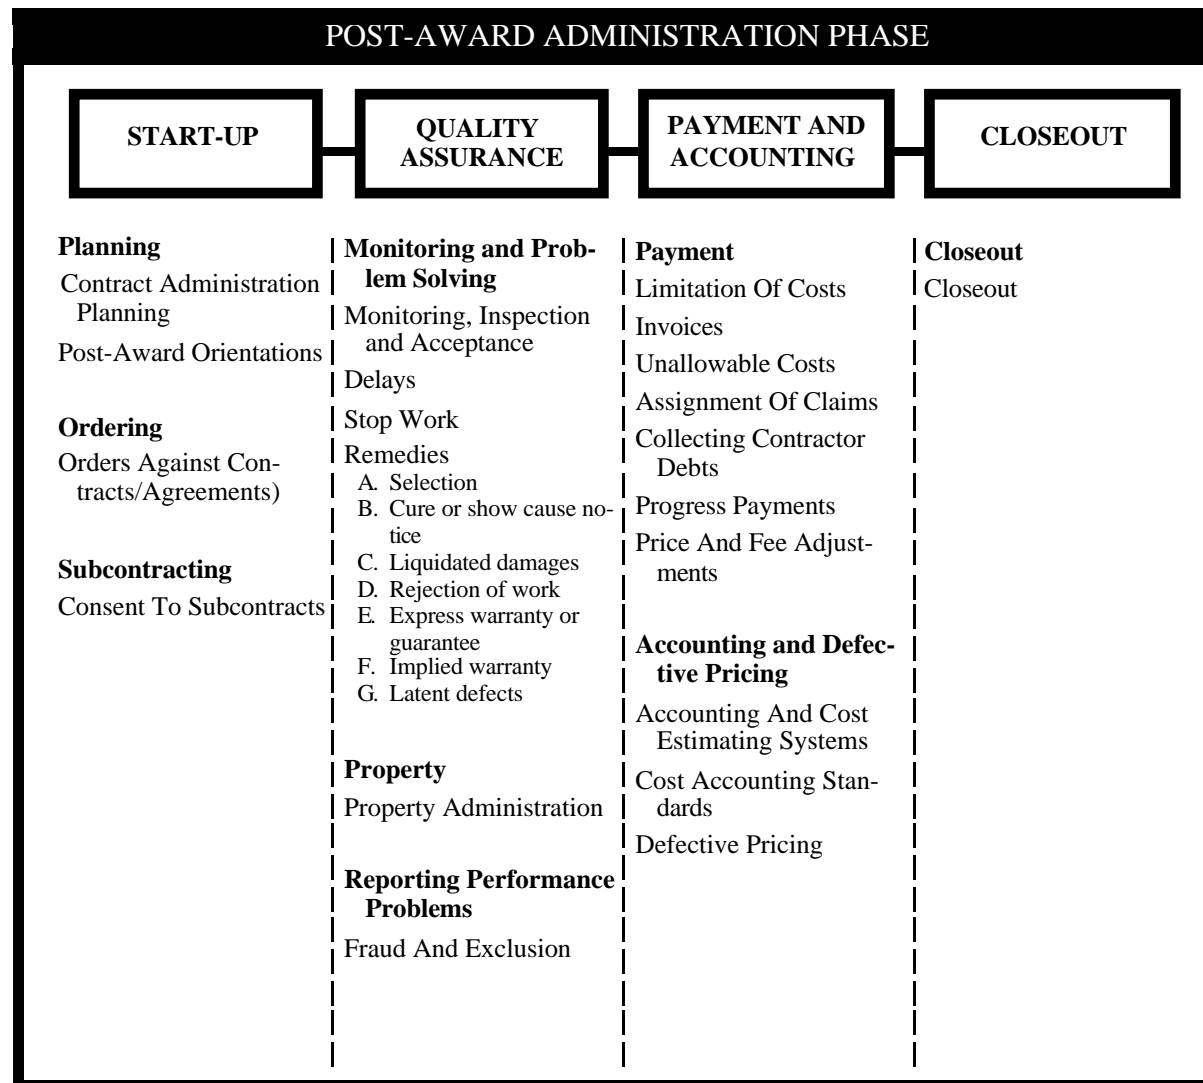 POST-AWARD ADMINISTRATION PHASE
START-UP
QUALITY
ASSURANCE
PAYMENT AND
ACCOUNTING
CLOSEOUT
Planning
Contract Administration
Planning
Post-Award Orientations
Ordering
Orders Against Con-
tracts/Agreements)
Subcontracting
Consent To Subcontracts
Monitoring and Prob-
lem Solving
Monitoring, Inspection
and Acceptance
Delays
Stop Work
Remedies
A. Selection
B. Cure or show cause no-
tice
C. Liquidated damages
D. Rejection of work
E. Express warranty or
guarantee
F. Implied warranty
G. Latent defects
Property
Property Administration
Reporting Performance
Problems
Fraud And Exclusion
Payment
Limitation Of Costs
Invoices
Unallowable Costs
Assignment Of Claims
Collecting Contractor
Debts
Progress Payments
Price And Fee Adjust-
ments
Accounting and Defec-
tive Pricing
Accounting And Cost
Estimating Systems
Cost Accounting Stan-
dards
Defective Pricing
Closeout
Closeout